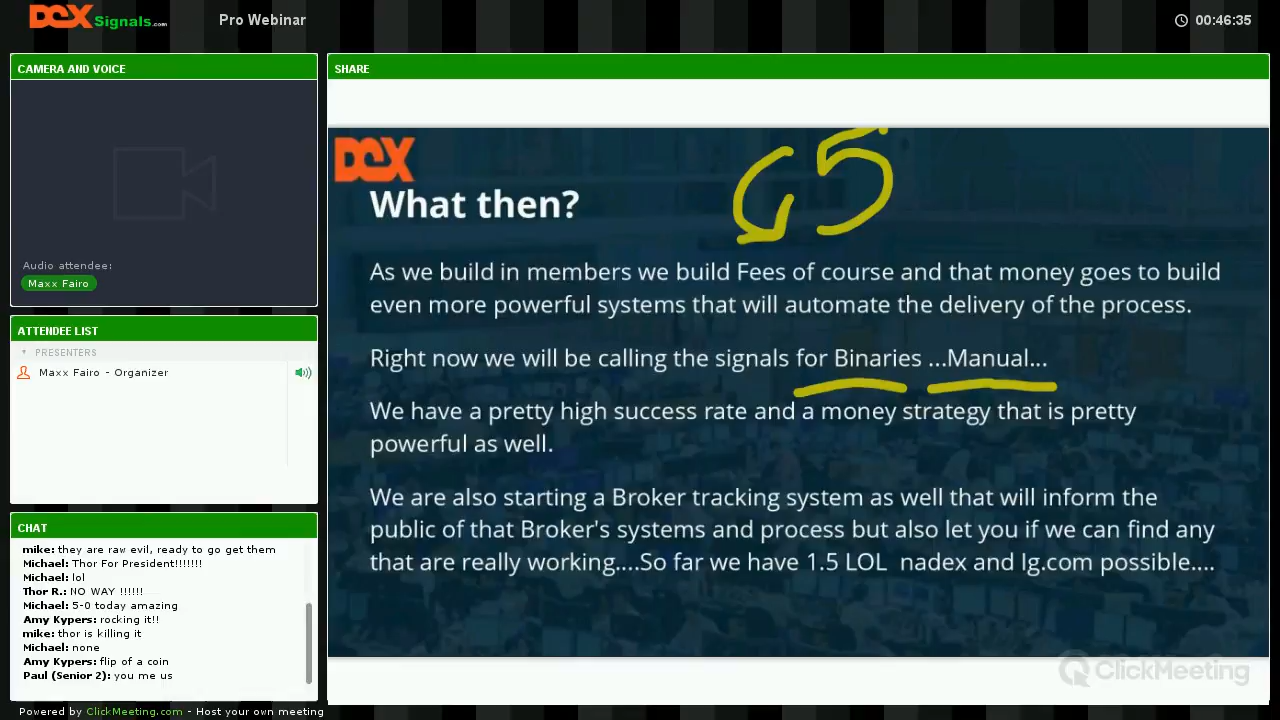 DEX Signals.com
Pro Webinar
00:46:35
CAMERA AND VOICE
Audio attendee:
Maxx Fairo
ATTENDEE LIST
PRESENTERS
Maxx Fairo - Organizer
CHAT
mike: they are raw evil, ready to go get them
Michael: Thor For President!!!!!!!
Michael: lol
Thor R.: NO WAY !!!!!!
Michael: 5-0 today amazing
Amy Kypers: rocking it!!
mike: thor is killing it
Michael: none
Amy Kypers: flip of a coin
Paul (Senior 2): you me us
Powered by ClickMeeting.com - Host your own meeting
SHARE
DEX
What then?
As we build in members we build Fees of course and that money goes to build
even more powerful systems that will automate the delivery of the process.
Right now we will be calling the signals for Binaries ...Manual...
We have a pretty high success rate and a money strategy that is pretty
powerful as well.
We are also starting a Broker tracking system as well that will inform the
public of that Broker's systems and process but also let you if we can find any
that are really working....So far we have 1.5 LOL  nadex and Ig.com possible....
ClickMeeting